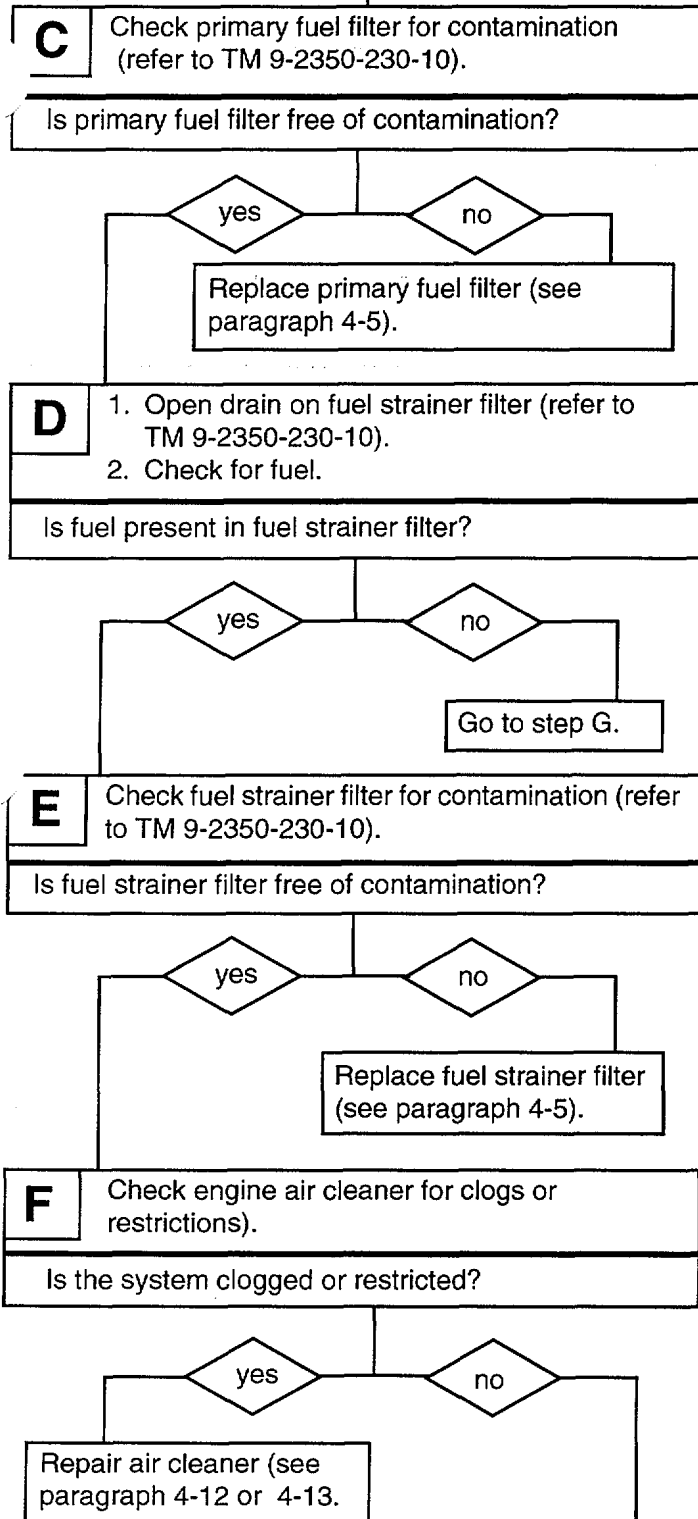 C
Check primary fuel filter for contamination
(refer to TM 9-2350-230-10).
Is primary fuel filter free of contamination?
yes
no
Replace primary fuel filter (see
paragraph 4-5).
D
1. Open drain on fuel strainer filter (refer to
TM 9-2350-230-10).
2. Check for fuel.
Is fuel present in fuel strainer filter?
yes
no
Go to step G.
E
Check fuel strainer filter for contamination (refer
to TM 9-2350-230-10).
Is fuel strainer filter free of contamination?
yes
no
Replace fuel strainer filter
(see paragraph 4-5).
F
Check engine air cleaner for clogs or
restrictions).
Is the system clogged or restricted?
yes
no
Repair air cleaner (see
paragraph 4-12 or 4-13.